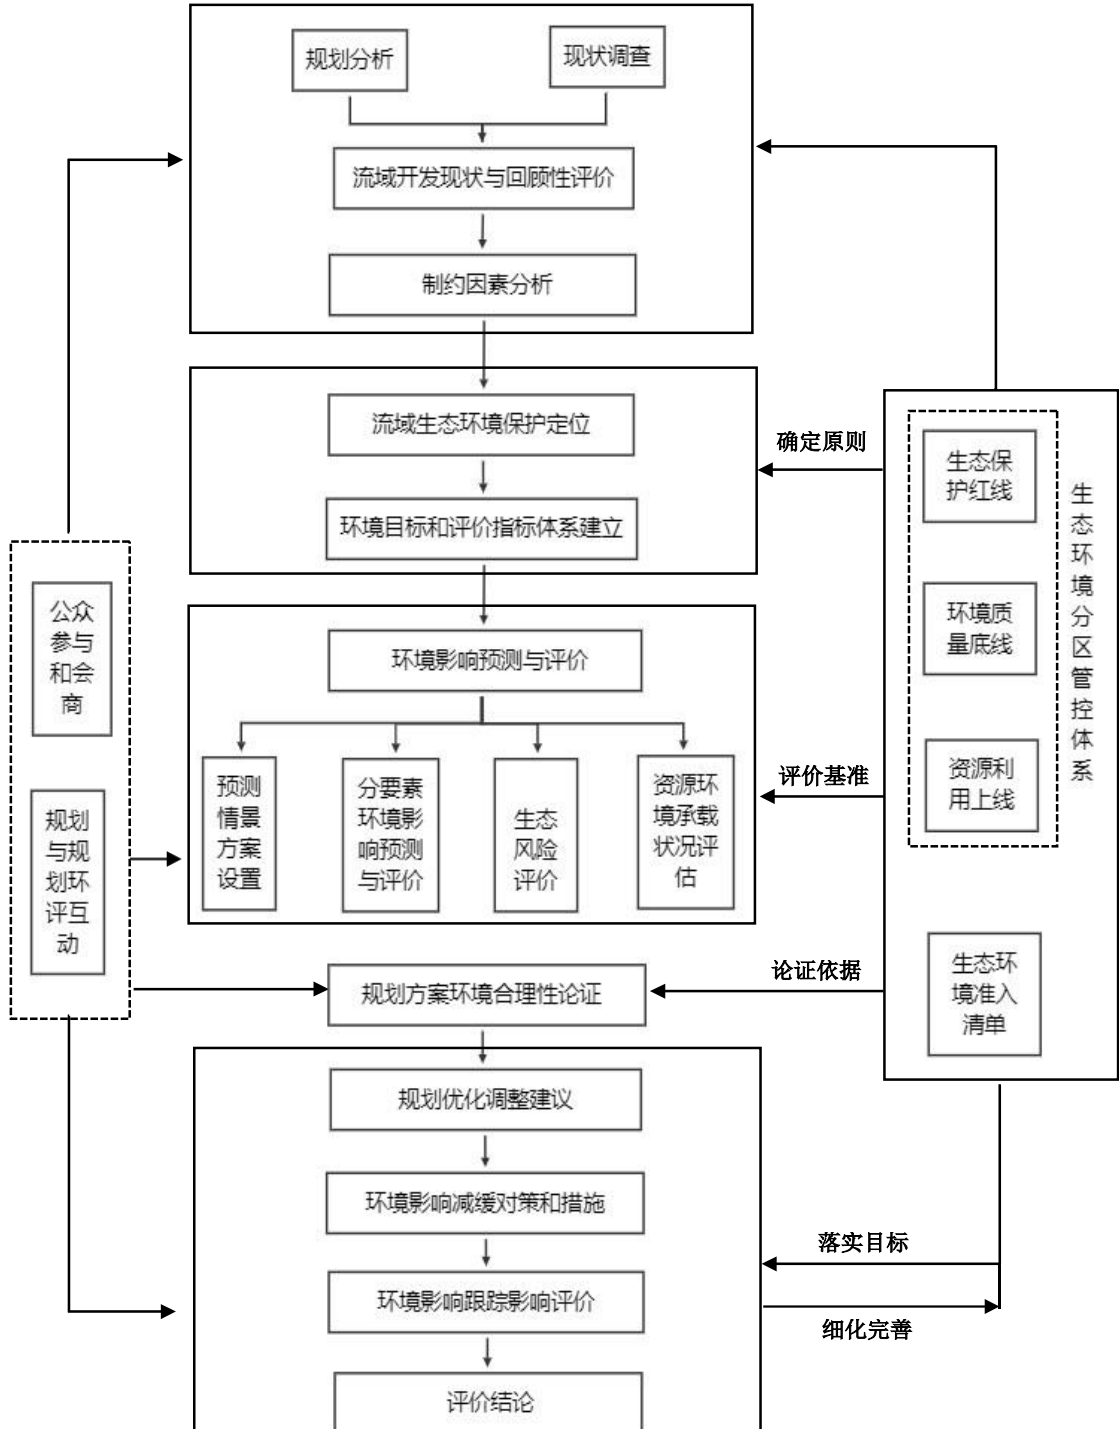 规划分析
现状调查
流域开发现状与回顾性评价
制约因素分析
流域生态环境保护定位
环境目标和评价指标体系建立
确定原则
环境影响预测与评价
预测
情景
方案
设置
分要素
环境影
响预测
与评价
生态
风险
评价
资源环
境承载
状况评
估
评价基准
公众
参与
和会
商
规划
与规
划环
评互
动
生态保
护红线
环境质
量底线
资源利
用上线
生态环境分区管控体系
生态环
境准入
清单
规划方案环境合理性论证
论证依据
规划优化调整建议
环境影响减缓对策和措施
环境影响跟踪影响评价
评价结论
落实目标
细化完善